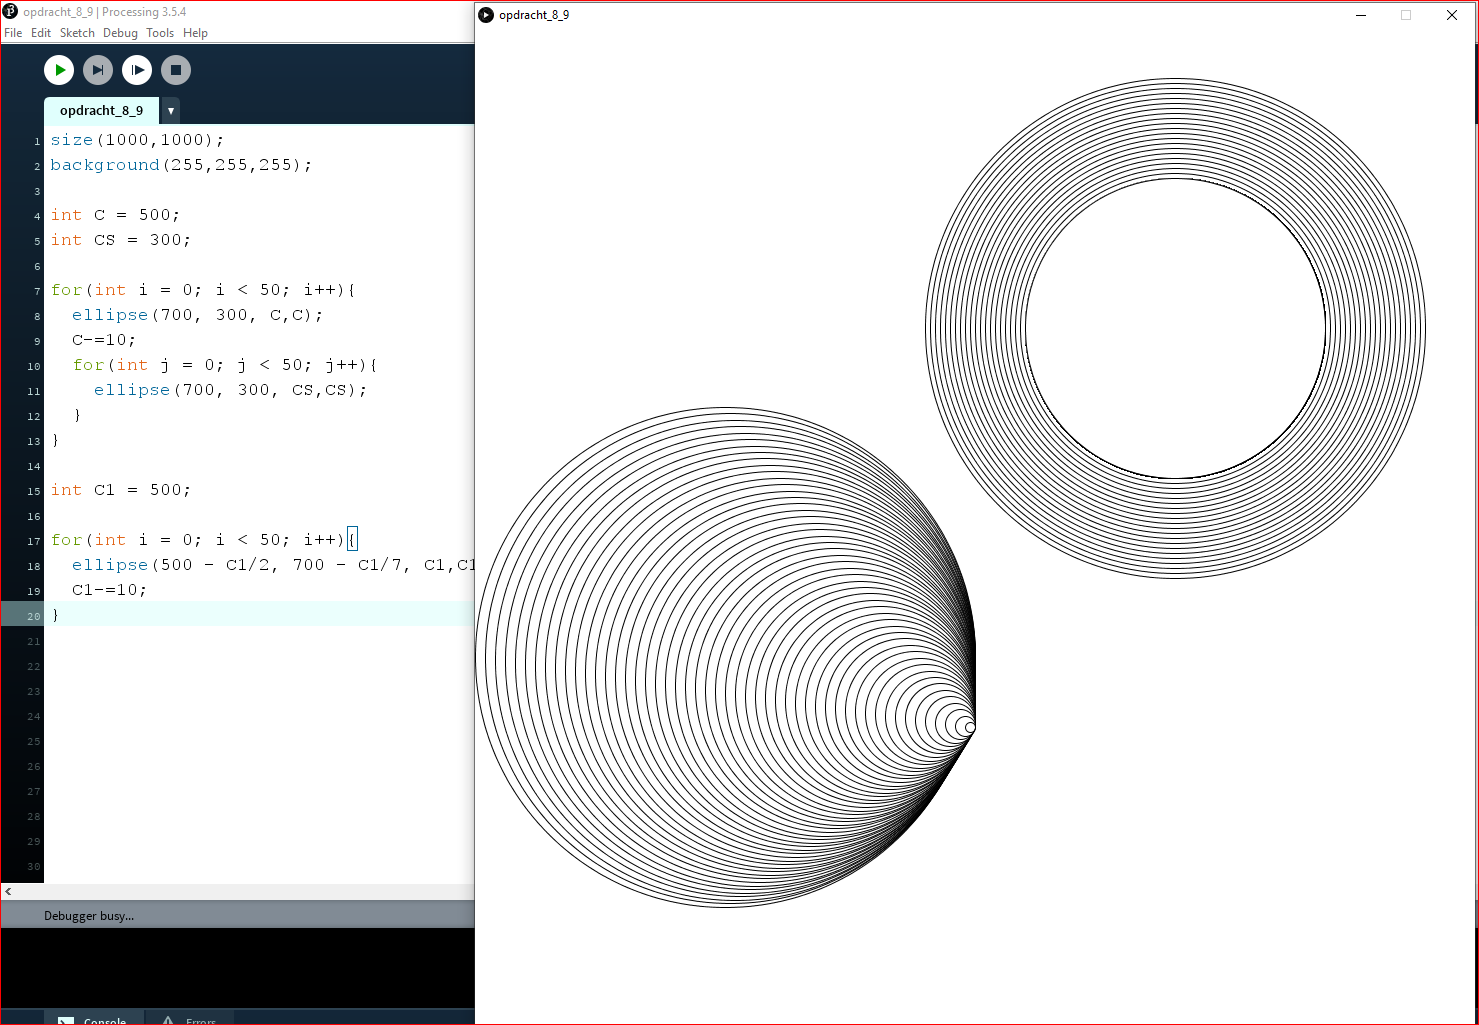 opdracht_8_9 | Processing 3.5.4
File Edit Sketch Debug Tools Help
opdracht_8_9
1 size(1000,1000);
2 background(255,255,255);
3
4 int C = 500;
5 int CS = 300;
6
7 for(int i = 0; i < 50; i++){
8 ellipse(700, 300, C,C);
9 C-=10;
10 for(int j = 0; j < 50; j++){
11 ellipse(700, 300, CS,CS);
12 }
13 }
14
15 int C1 = 500;
16
17 for(int i = 0; i < 50; i++){
18 ellipse(500 - C1/2, 700 - C1/7, C1,C1
19 C1-=10;
20 }
21
22
23
24
25
26
27
28
29
30
Debugger busy...
Console Errors
opdracht_8_9